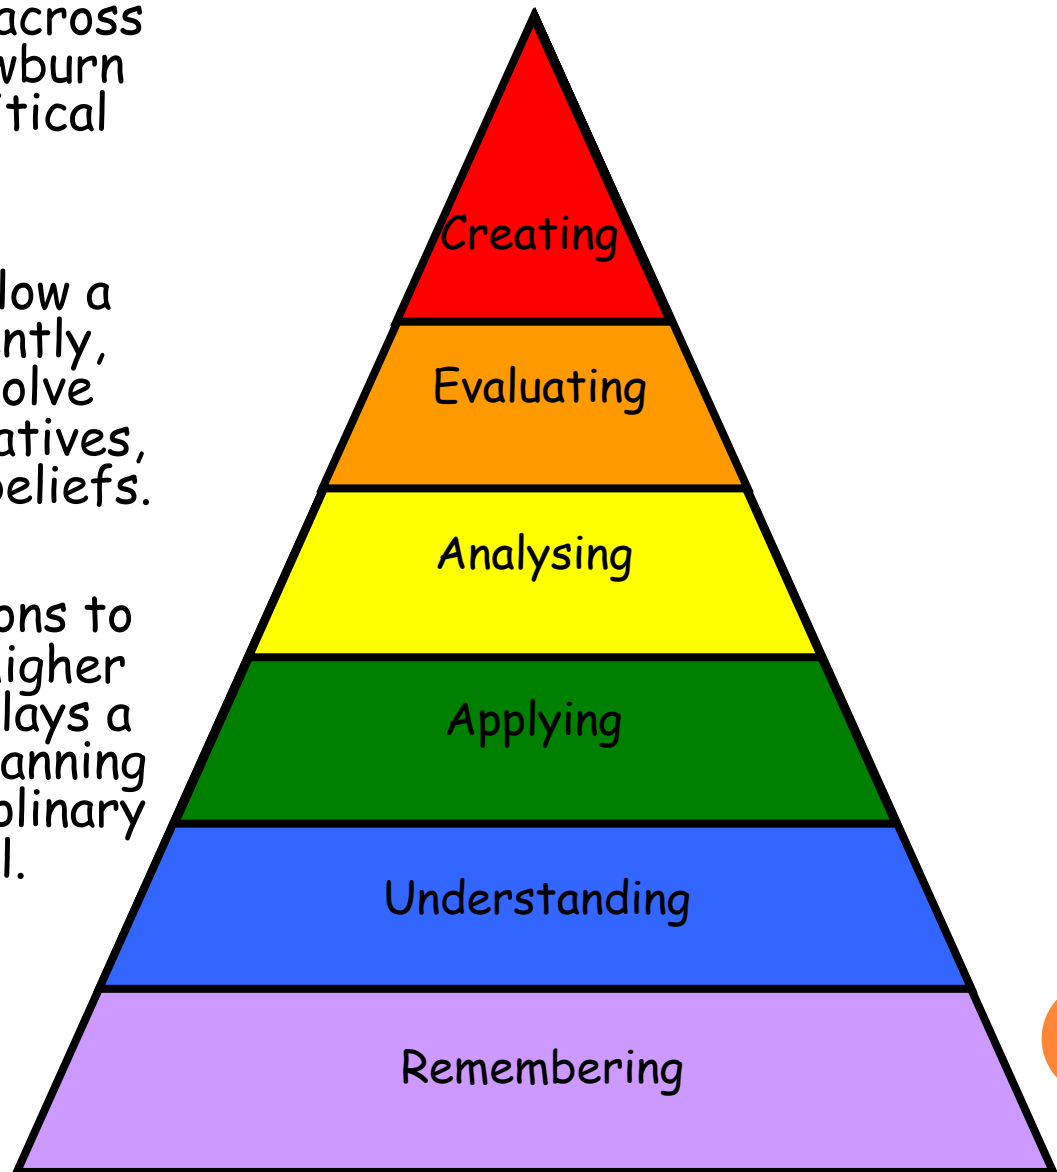 across
wburn
itical
low a
ntly,
olve
atives,
beliefs.
ons to
igher
lays a
anning
plinary
l.
Creating
Evaluating
Analysing
Applying
Understanding
Remembering